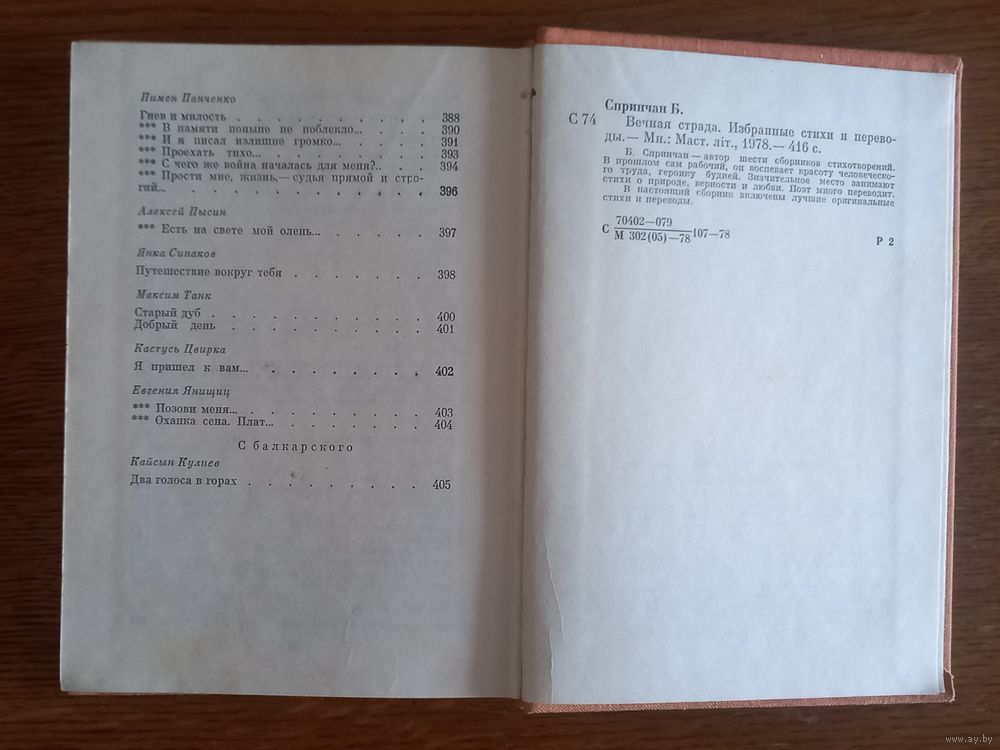 Пимен Панченко
Гнев и милость . . . . . . . . . 388
*** В памяти поныне не поблекло... . . . 390
*** И я писал излишне громко... . . . . 391
*** Проехать тихо... . . . . . . . . 393
*** С чего же война началась для меня?.. . . 394
*** Прости мне, жизнь,— судья прямой и стро-
гий... . . . . . . . . . . . 396
Алексей Пысин
*** Есть на свете мой олень... . . . . . 397
Янка Сипаков
Путешествие вокруг тебя . . . . . . . 398
Максим Танк
Старый дуб . . . . . . . . . . 400
Добрый день . . . . . . . . . 401
Кастусь Цвирка
Я пришел к вам... . . . . . . . . 402
Евгения Янищиц
*** Позови меня... . . . . . . . . 403
*** Охапка сена. Плат... . . . . . . . 404
С балкарского
Кайсын Кулиев
Два голоса в горах . . . . . . . . . 405
Спринчан Б.
С 74 Вечная страда. Избранные стихи и перево-
ды.— Мн.: Маст. літ., 1978.— 416 с.
Б. Спринчан — автор шести сборников стихотворений.
В прошлом сам рабочий, он воспевает красоту человеческо-
го труда, героику будней. Значительное место занимают
стихи о природе, верности и любви. Поэт много переводит.
В настоящий сборник включены лучшие оригинальные
стихи и переводы.
70402—079
С 107—78
М 302(05)—78
Р 2
www.ay.by